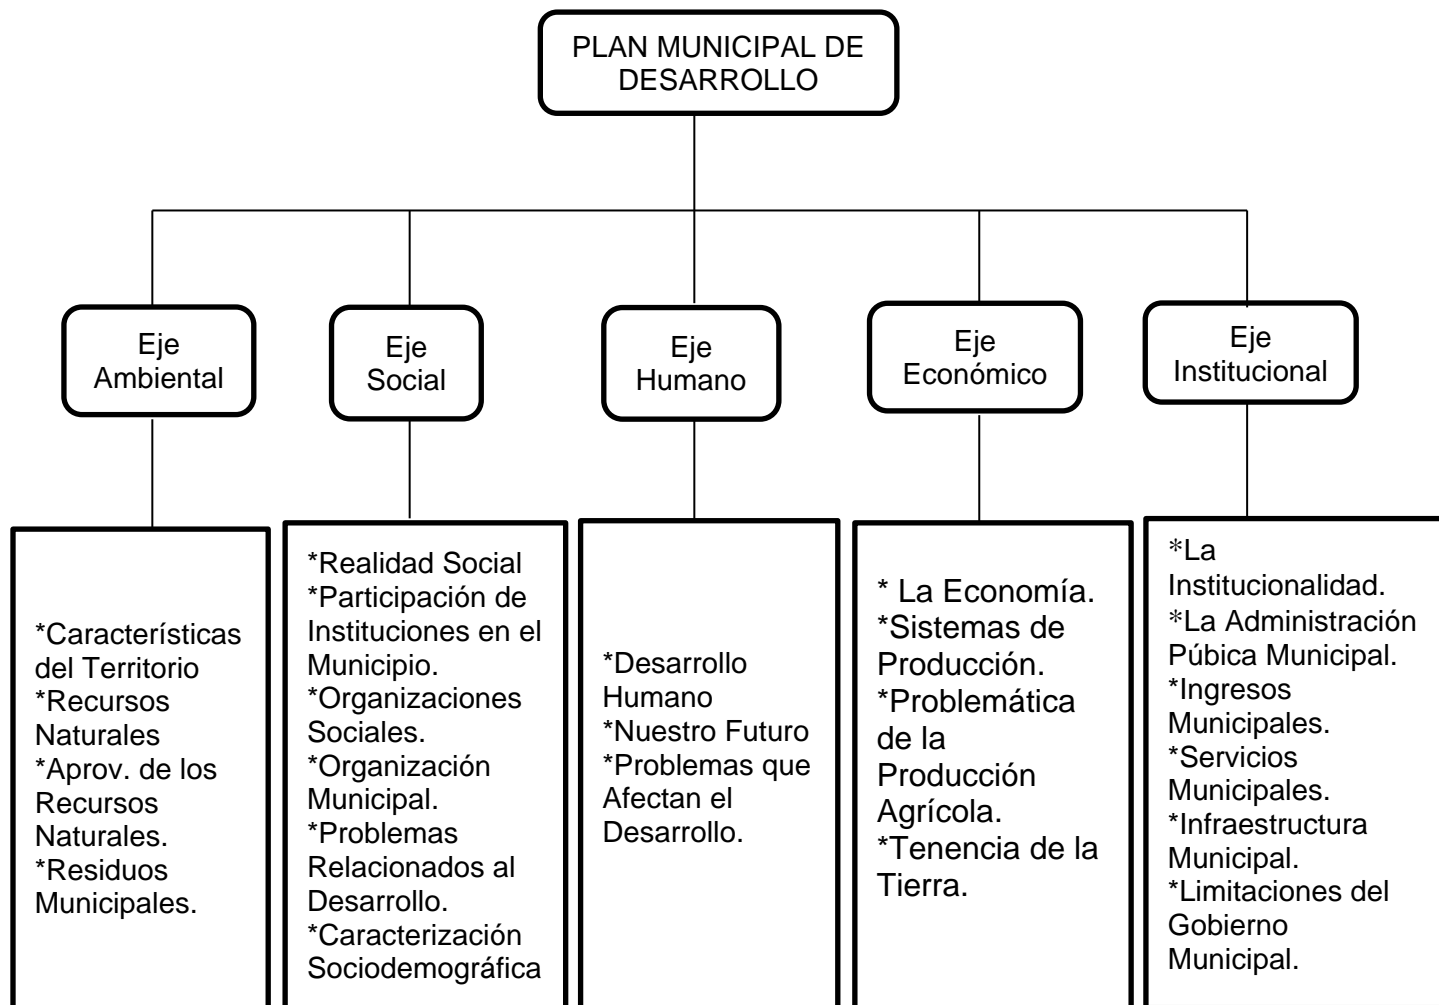 PLAN MUNICIPAL DE
DESARROLLO
Eje
Ambiental
Eje
Social
Eje
Humano
Eje
Económico
Eje
Institucional
*Características
del Territorio
*Recursos
Naturales
*Aprov. de los
Recursos
Naturales.
*Residuos
Municipales.
*Realidad Social
*Participación de
Instituciones en el
Municipio.
*Organizaciones
Sociales.
*Organización
Municipal.
*Problemas
Relacionados al
Desarrollo.
*Caracterización
Sociodemográfica
*Desarrollo
Humano
*Nuestro Futuro
*Problemas que
Afectan el
Desarrollo.
* La Economía.
*Sistemas de
Producción.
*Problemática
de la
Producción
Agrícola.
*Tenencia de la
Tierra.
*La
Institucionalidad.
*La Administración
Púbica Municipal.
*Ingresos
Municipales.
*Servicios
Municipales.
*Infraestructura
Municipal.
*Limitaciones del
Gobierno
Municipal.